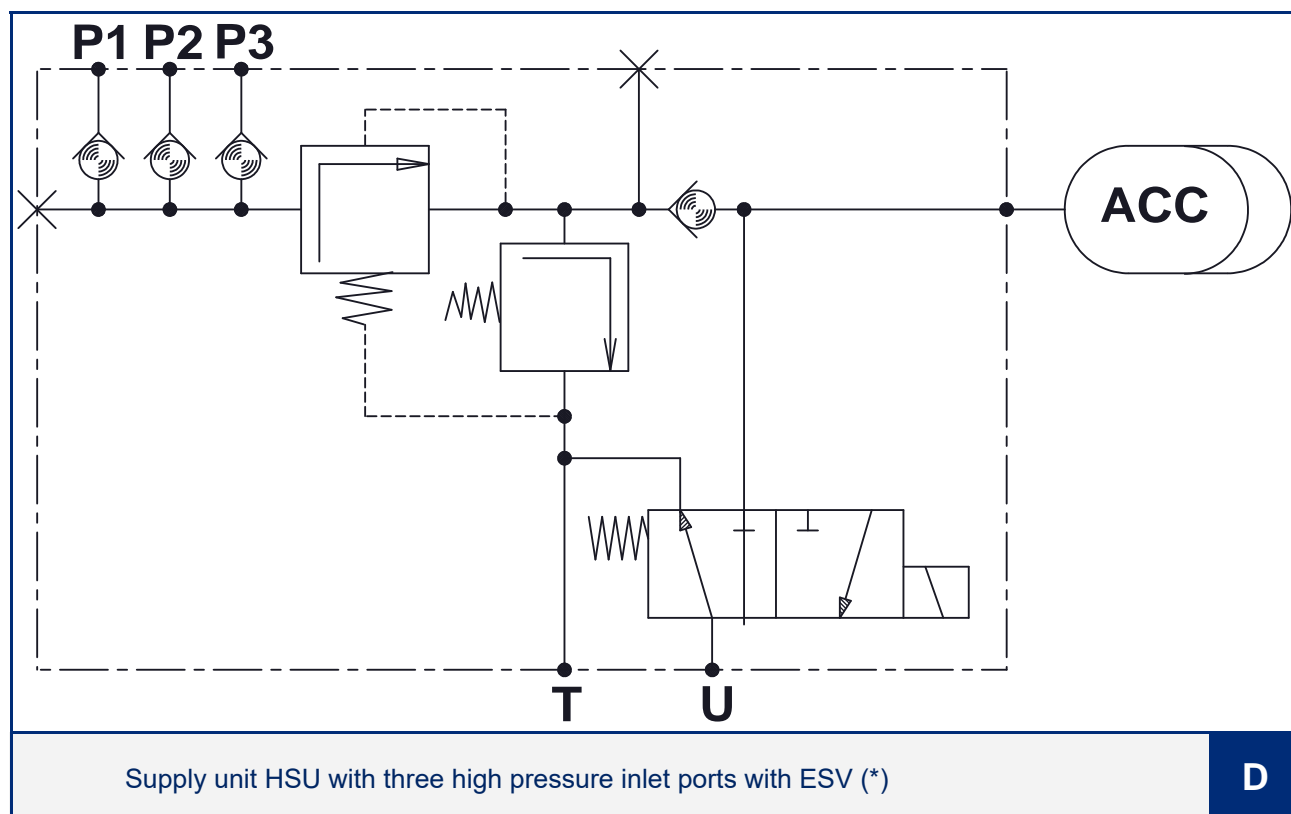 P1 P2 P3
ACC
T U
Supply unit HSU with three high pressure inlet ports with ESV (*)
D